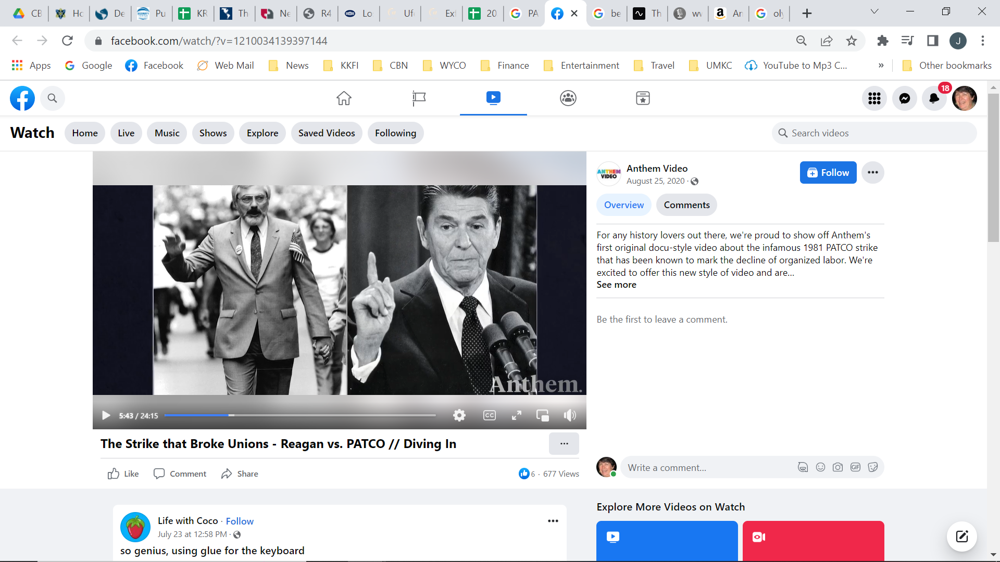 CB
Ho
De
Pu
KR
Th
Ne
R4
Lo
Ufo
Ext
20
PA
be
Th
wv
An
oly
facebook.com/watch/?v=1210034139397144
J
Apps
Google
Facebook
Web Mail
News
KKFI
CBN
WYCO
Finance
Entertainment
Travel
UMKC
YouTube to Mp3 C...
»
Other bookmarks
18
Watch
Home
Live
Music
Shows
Explore
Saved Videos
Following
Search videos
ANTHEM
VIDEO
Anthem Video
August 25, 2020 ·
Follow
Overview
Comments
For any history lovers out there, we're proud to show off Anthem's
first original docu-style video about the infamous 1981 PATCO strike
that has been known to mark the decline of organized labor. We're
excited to offer this new style of video and are...
See more
Be the first to leave a comment.
Anthem.
5:43 / 24:15
CC
The Strike that Broke Unions - Reagan vs. PATCO // Diving In
Like
Comment
Share
6 · 677 Views
Write a comment...
GIF
Life with Coco · Follow
July 23 at 12:58 PM ·
so genius, using glue for the keyboard
Explore More Videos on Watch